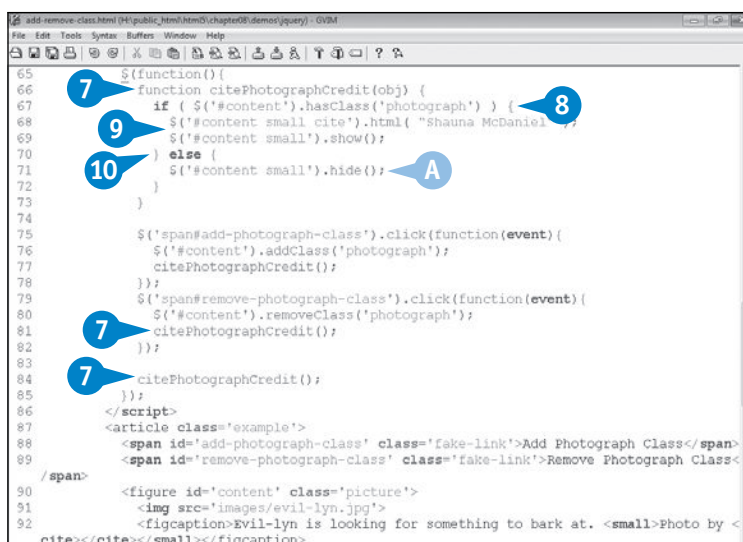 add-remove-class.html (H:\public_html\html5\chapter08\demos\jquery) - GVIM
File Edit Tools Syntax Buffers Window Help
65 $(function(){
7
66 function citePhotographCredit(obj) {
67 if ( $('#content').hasClass('photograph') ) {
8
9
68 $('#content small cite').html( "Shauna McDaniel" );
69 $('#content small').show();
10
70 } else {
71 $('#content small').hide();
A
72 }
73 }
74
75 $('span#add-photograph-class').click(function(event){
76 $('#content').addClass('photograph');
77 citePhotographCredit();
78 });
79 $('span#remove-photograph-class').click(function(event){
80 $('#content').removeClass('photograph');
7
81 citePhotographCredit();
82 });
83
7
84 citePhotographCredit();
85 });
86 </script>
87 <article class='example'>
88 <span id='add-photograph-class' class='fake-link'>Add Photograph Class</span>
89 <span id='remove-photograph-class' class='fake-link'>Remove Photograph Class<
/span>
90 <figure id='content' class='picture'>
91 <img src='images/evil-lyn.jpg'>
92 <figcaption>Evil-lyn is looking for something to bark at. <small>Photo by <
cite></cite></small></figcaption>